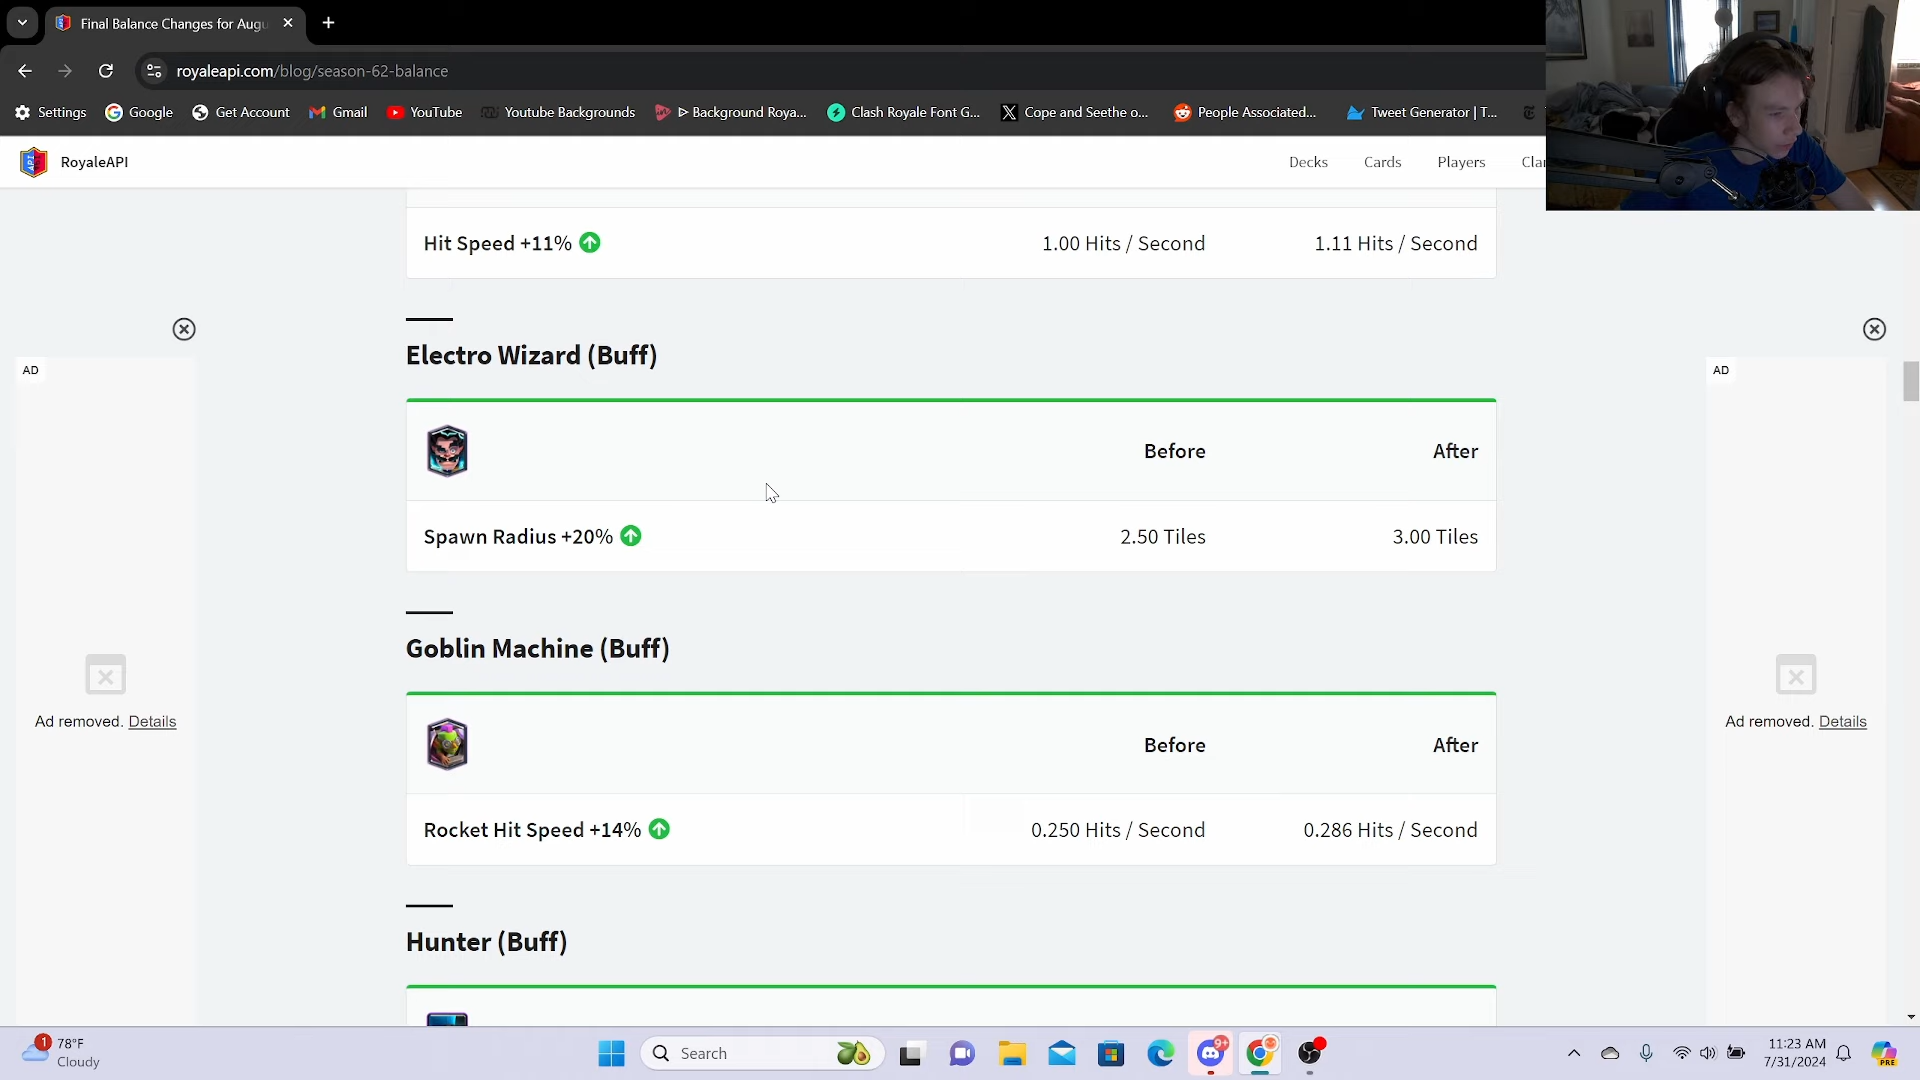 Final Balance Changes for Augu
royaleapi.com/blog/season-62-balance
Settings Google Get Account Gmail YouTube Youtube Backgrounds ᐅ Background Roya... Clash Royale Font G... Cope and Seethe o... People Associated... Tweet Generator | T...
API RoyaleAPI Decks Cards Players Clan
Hit Speed +11% 1.00 Hits / Second 1.11 Hits / Second
Electro Wizard (Buff)
AD AD
Before After
Spawn Radius +20% 2.50 Tiles 3.00 Tiles
Goblin Machine (Buff)
Ad removed. Details Ad removed. Details
Before After
Rocket Hit Speed +14% 0.250 Hits / Second 0.286 Hits / Second
Hunter (Buff)
1 78°F
Cloudy
Search
9+
11:23 AM
7/31/2024
PRE